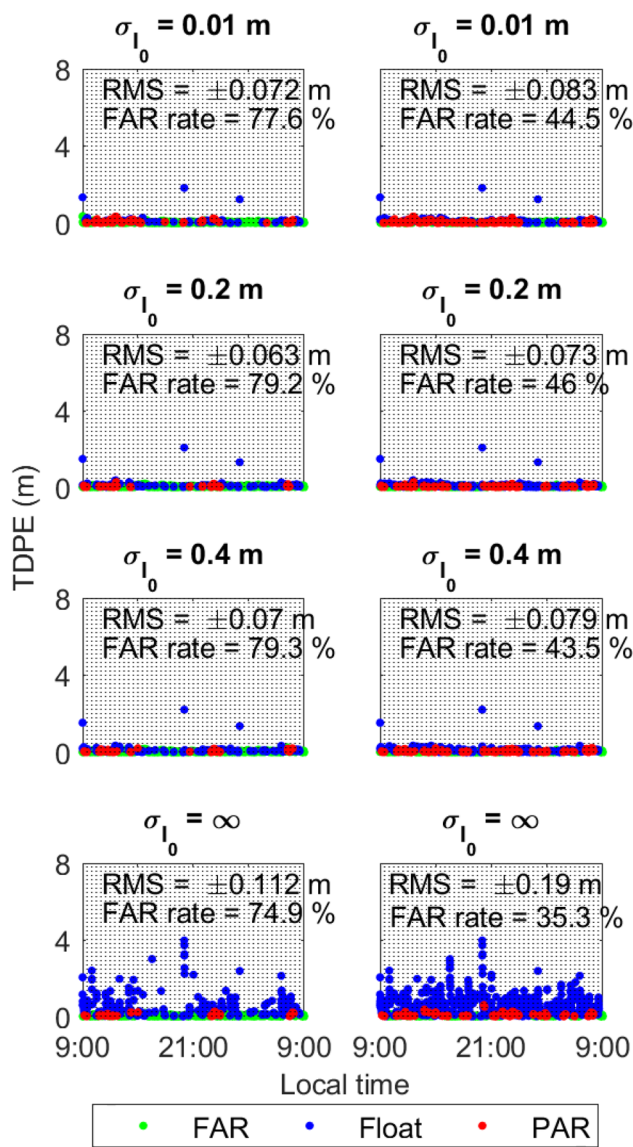 σI0 = 0.01 m σI0 = 0.01 m
8
RMS = ±0.072 m RMS = ±0.083 m
FAR rate = 77.6 % FAR rate = 44.5 %
4
0
σI0 = 0.2 m σI0 = 0.2 m
8
RMS = ±0.063 m RMS = ±0.073 m
FAR rate = 79.2 % FAR rate = 46 %
4
0
TDPE (m)
σI0 = 0.4 m σI0 = 0.4 m
8
RMS = ±0.07 m RMS = ±0.079 m
FAR rate = 79.3 % FAR rate = 43.5 %
4
0
σI0 = ∞ σI0 = ∞
8
RMS = ±0.112 m RMS = ±0.19 m
FAR rate = 74.9 % FAR rate = 35.3 %
4
0
9:00 21:00 9:00 9:00 21:00 9:00
Local time
FAR Float PAR